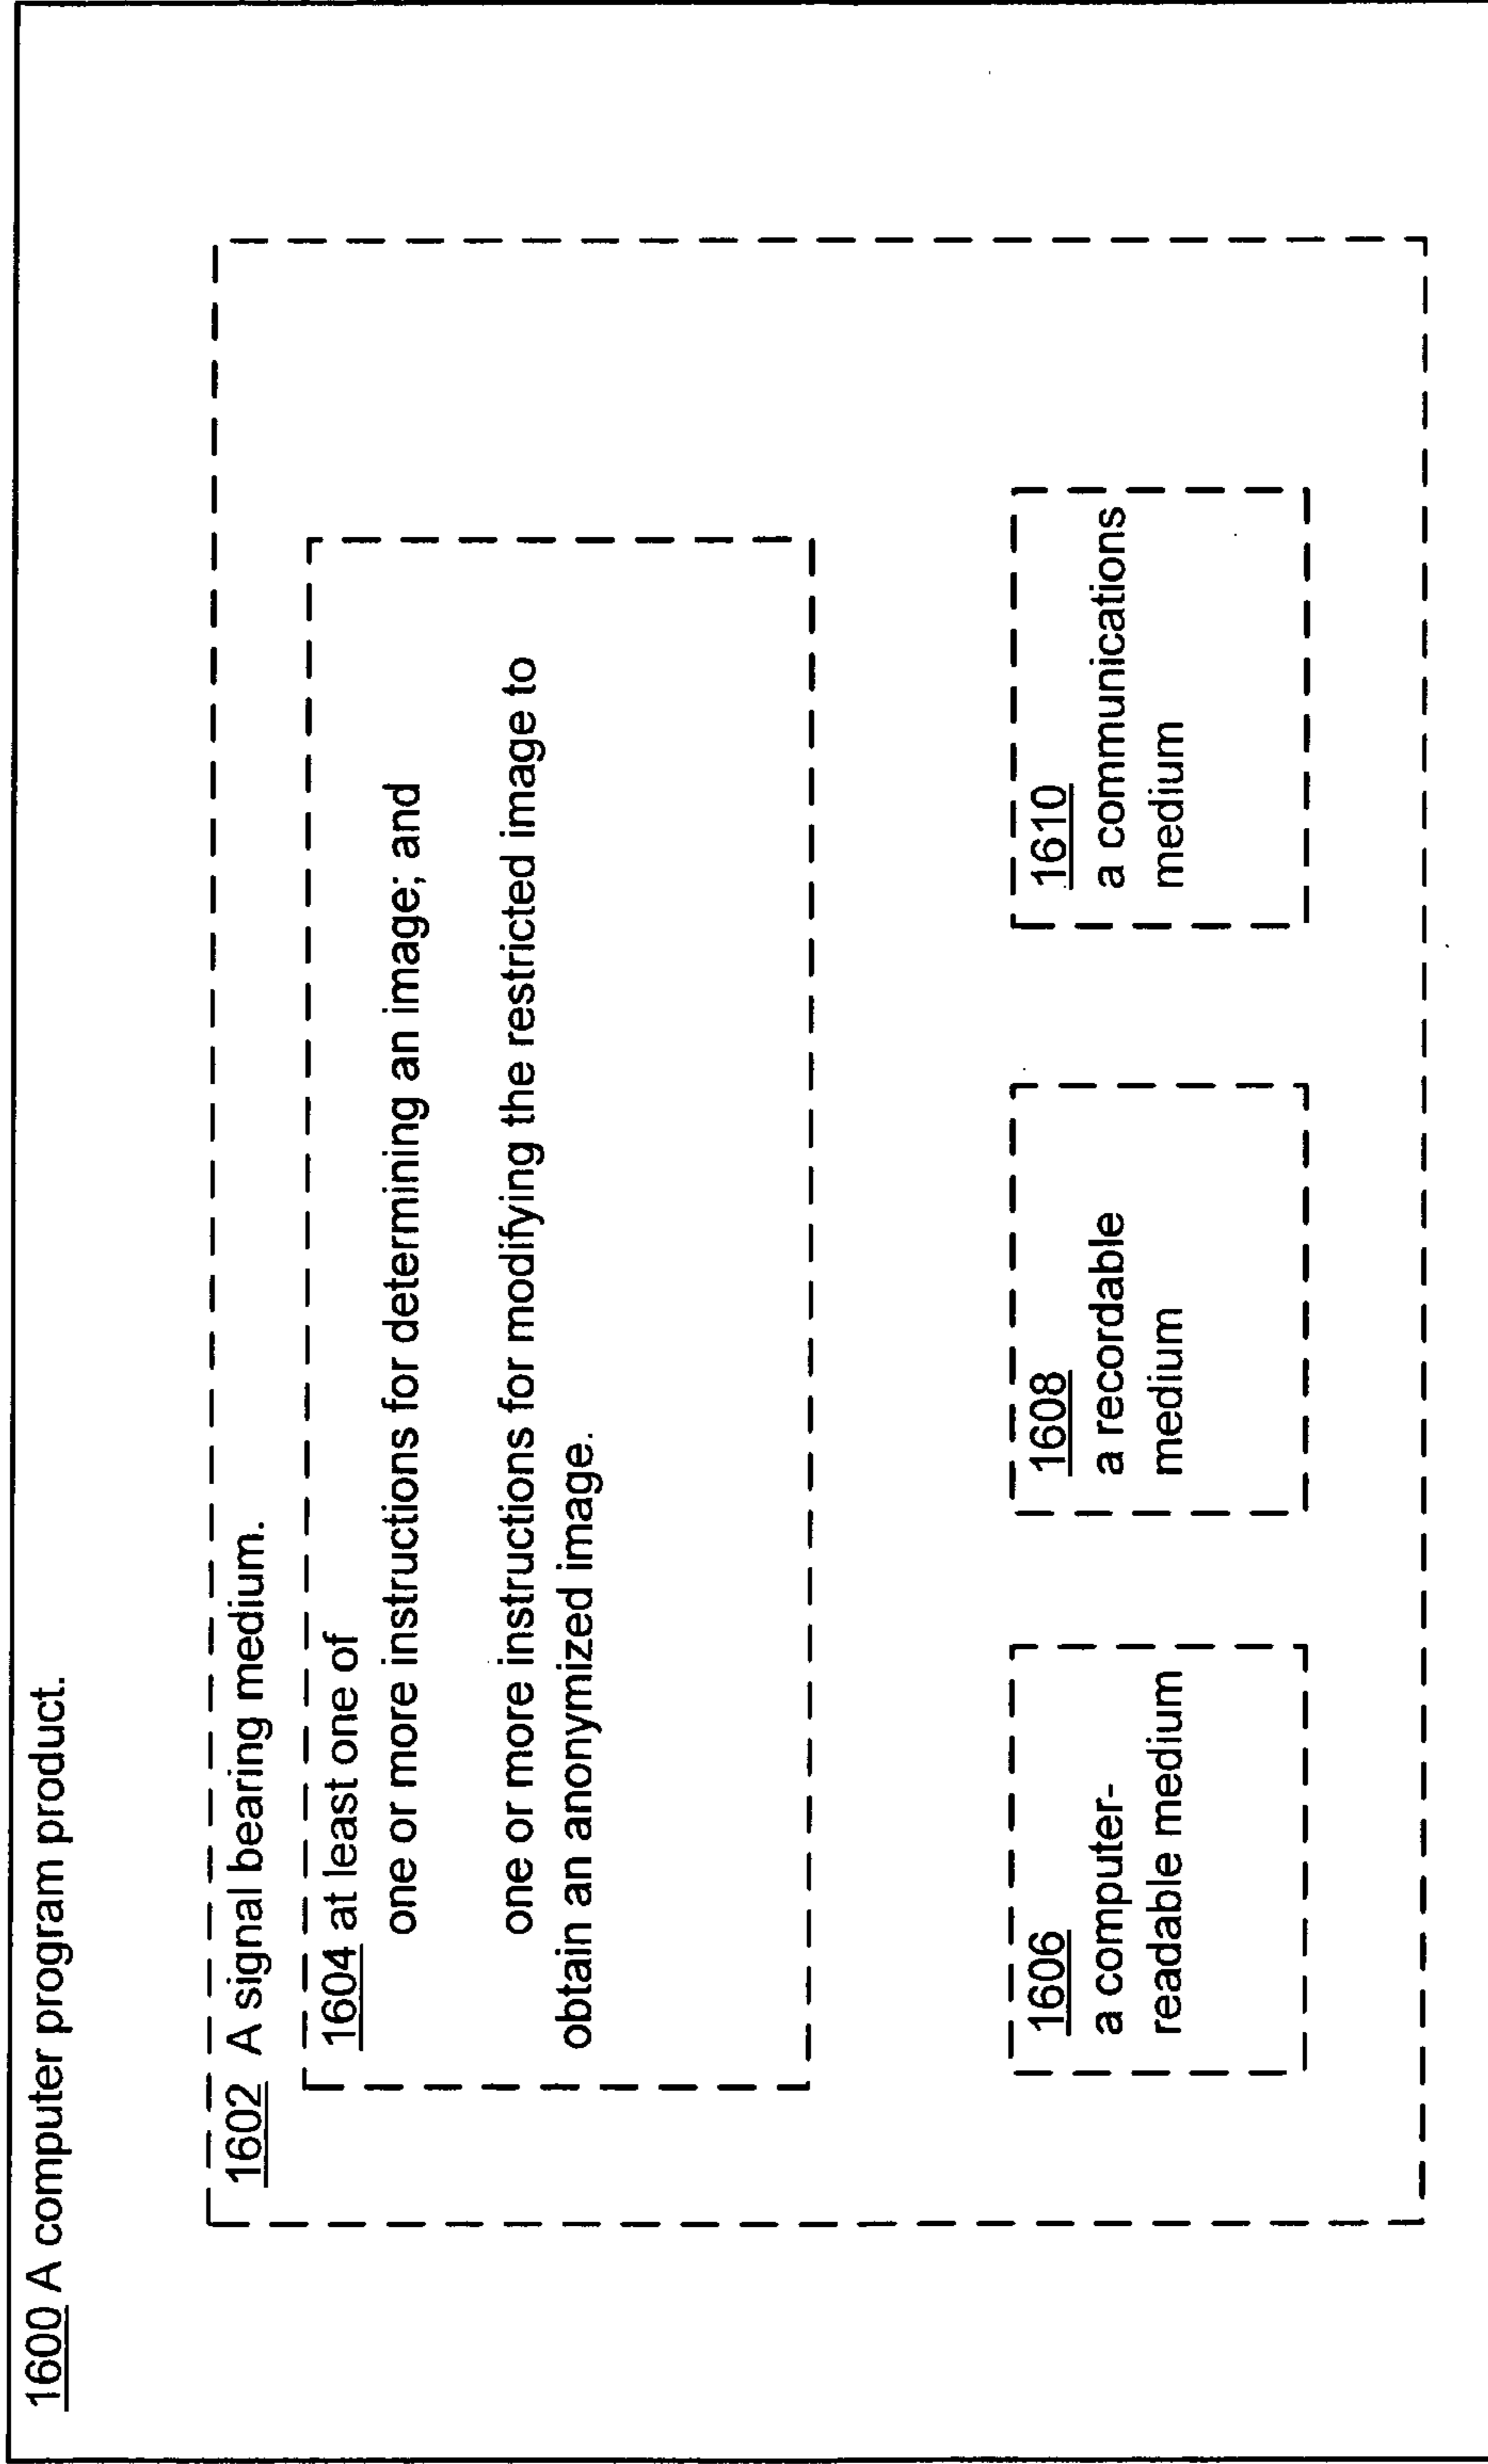 1600 A computer program product.
1602 A signal bearing medium.
1604 at least one of
one or more instructions for determining an image; and
one or more instructions for modifying the restricted image to
obtain an anonymized image.
1606
a computer-
readable medium
1608
a recordable
medium
1610
a communications
medium